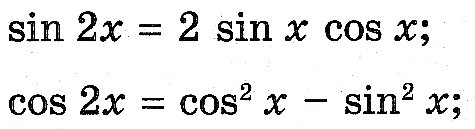 sin 2x = 2 sin x cos x;
cos 2x = cos² x − sin² x;